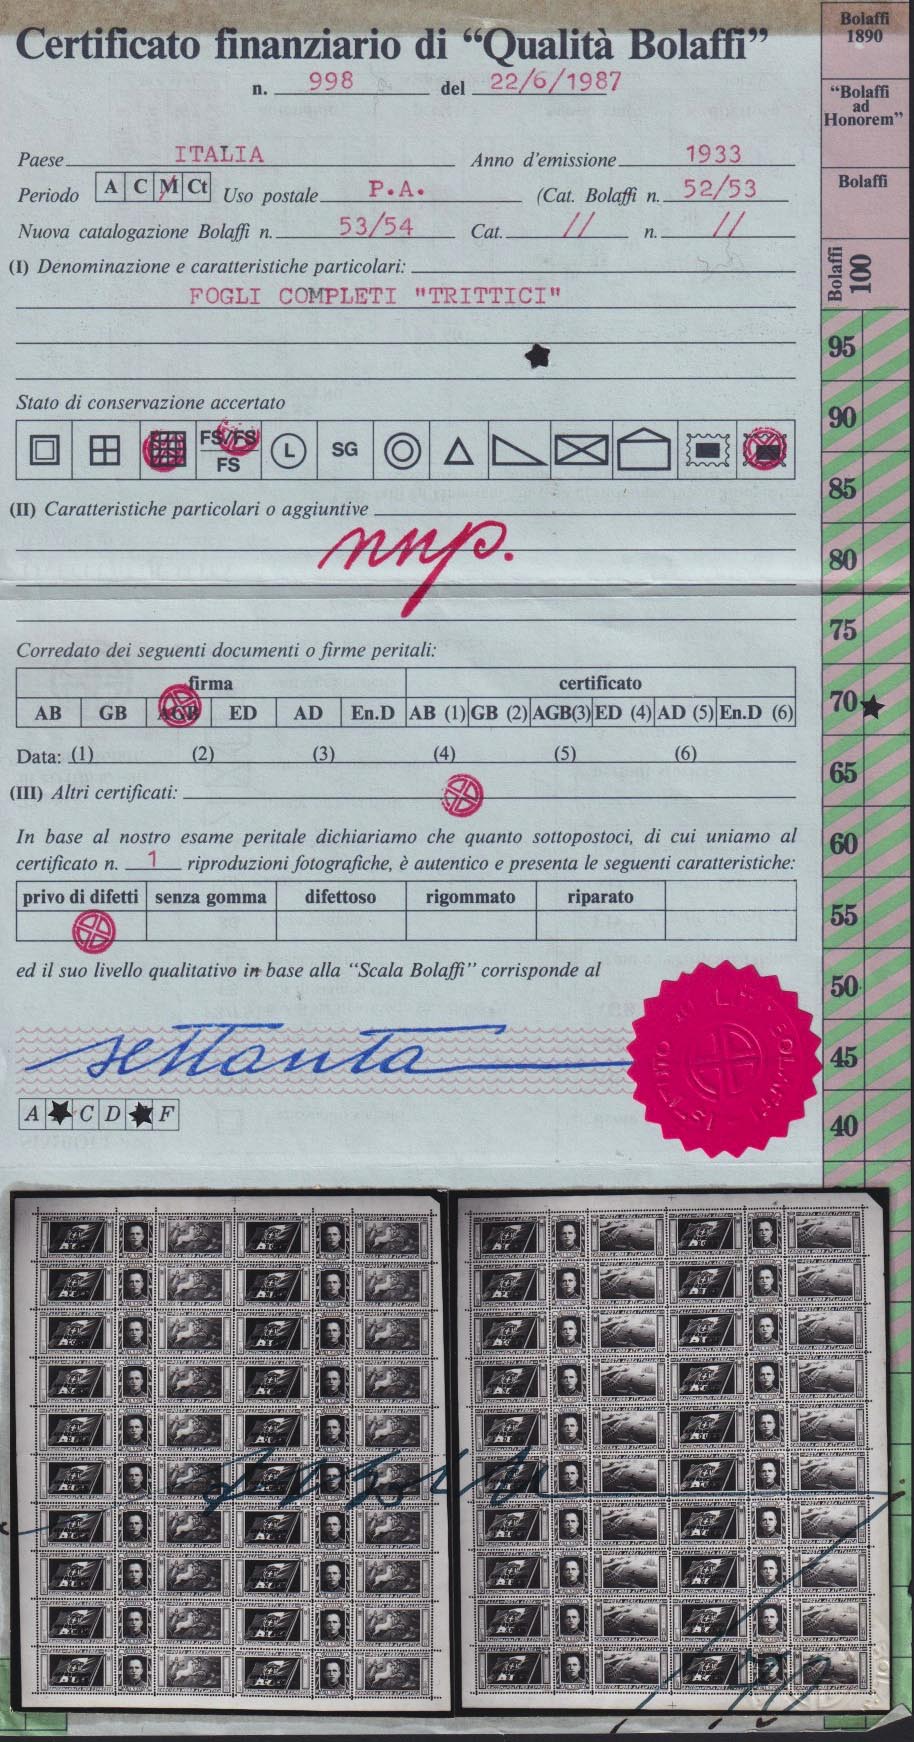 Certificato finanziario di “Qualità Bolaffi”
n. 998 del 22/6/1987
Paese ITALIA Anno d'emissione 1933
Periodo A C M Ct Uso postale P.A. (Cat. Bolaffi n. 52/53
Nuova catalogazione Bolaffi n. 53/54 Cat. // n. //
(I) Denominazione e caratteristiche particolari:
FOGLI COMPLETI "TRITTICI"
Stato di conservazione accertato
FS/FS
FS
L SG
(II) Caratteristiche particolari o aggiuntive
nnp.
Corredato dei seguenti documenti o firme peritali:
firma certificato
AB GB AGB ED AD En.D AB (1) GB (2) AGB(3) ED (4) AD (5) En.D (6)
Data: (1) (2) (3) (4) (5) (6)
(III) Altri certificati:
In base al nostro esame peritale dichiariamo che quanto sottopostoci, di cui uniamo al
certificato n. 1 riproduzioni fotografiche, è autentico e presenta le seguenti caratteristiche:
privo di difetti senza gomma difettoso rigommato riparato
ed il suo livello qualitativo in base alla “Scala Bolaffi” corrisponde al
settanta
A C D F
Bolaffi
1890
“Bolaffi
ad
Honorem”
Bolaffi
Bolaffi
100
95
90
85
80
75
70
65
60
55
50
45
40